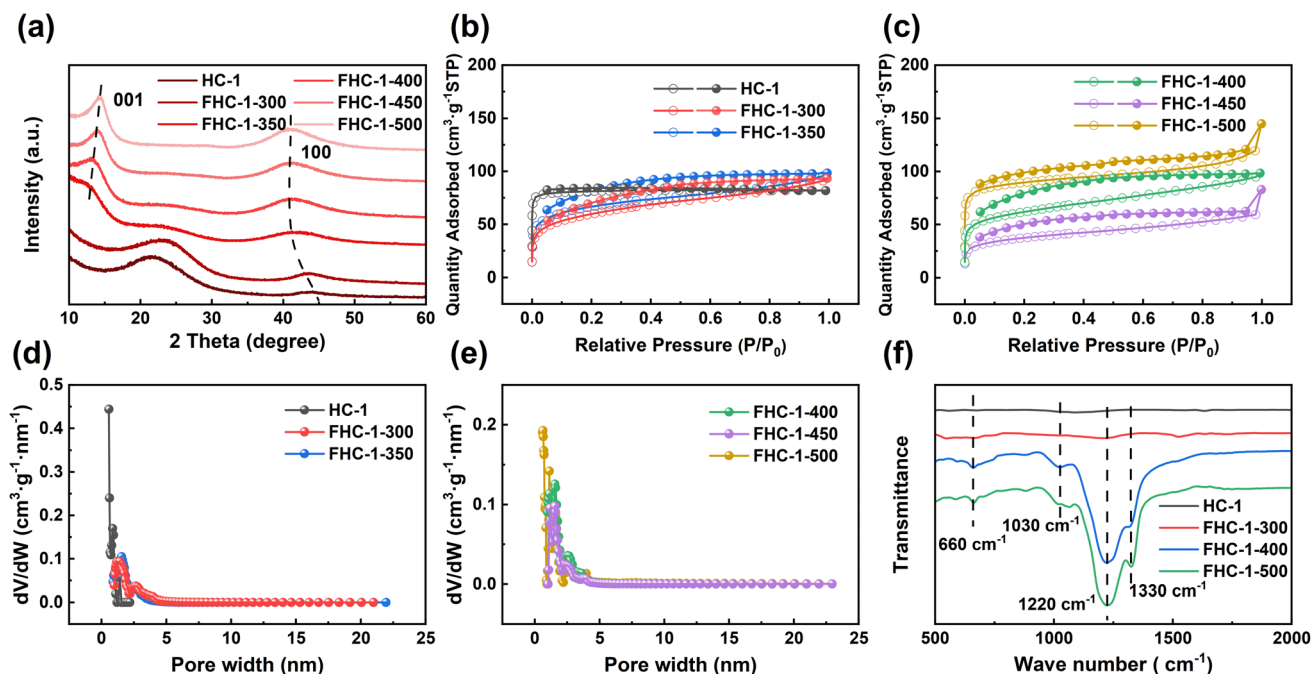 (a)
Intensity (a.u.)
HC-1
FHC-1-300
FHC-1-350
FHC-1-400
FHC-1-450
FHC-1-500
001
100
10 20 30 40 50 60
2 Theta (degree)
(b)
Quantity Adsorbed (cm³·g⁻¹STP)
200
150
100
50
0
HC-1
FHC-1-300
FHC-1-350
0.0 0.2 0.4 0.6 0.8 1.0
Relative Pressure (P/P₀)
(c)
Quantity Adsorbed (cm³·g⁻¹STP)
200
150
100
50
0
FHC-1-400
FHC-1-450
FHC-1-500
0.0 0.2 0.4 0.6 0.8 1.0
Relative Pressure (P/P₀)
(d)
dV/dW (cm³·g⁻¹·nm⁻¹)
0.5
0.4
0.3
0.2
0.1
0.0
HC-1
FHC-1-300
FHC-1-350
0 5 10 15 20 25
Pore width (nm)
(e)
dV/dW (cm³·g⁻¹·nm⁻¹)
0.2
0.1
0.0
FHC-1-400
FHC-1-450
FHC-1-500
0 5 10 15 20 25
Pore width (nm)
(f)
Transmittance
660 cm⁻¹
1030 cm⁻¹
1220 cm⁻¹
1330 cm⁻¹
HC-1
FHC-1-300
FHC-1-400
FHC-1-500
500 1000 1500 2000
Wave number ( cm⁻¹)